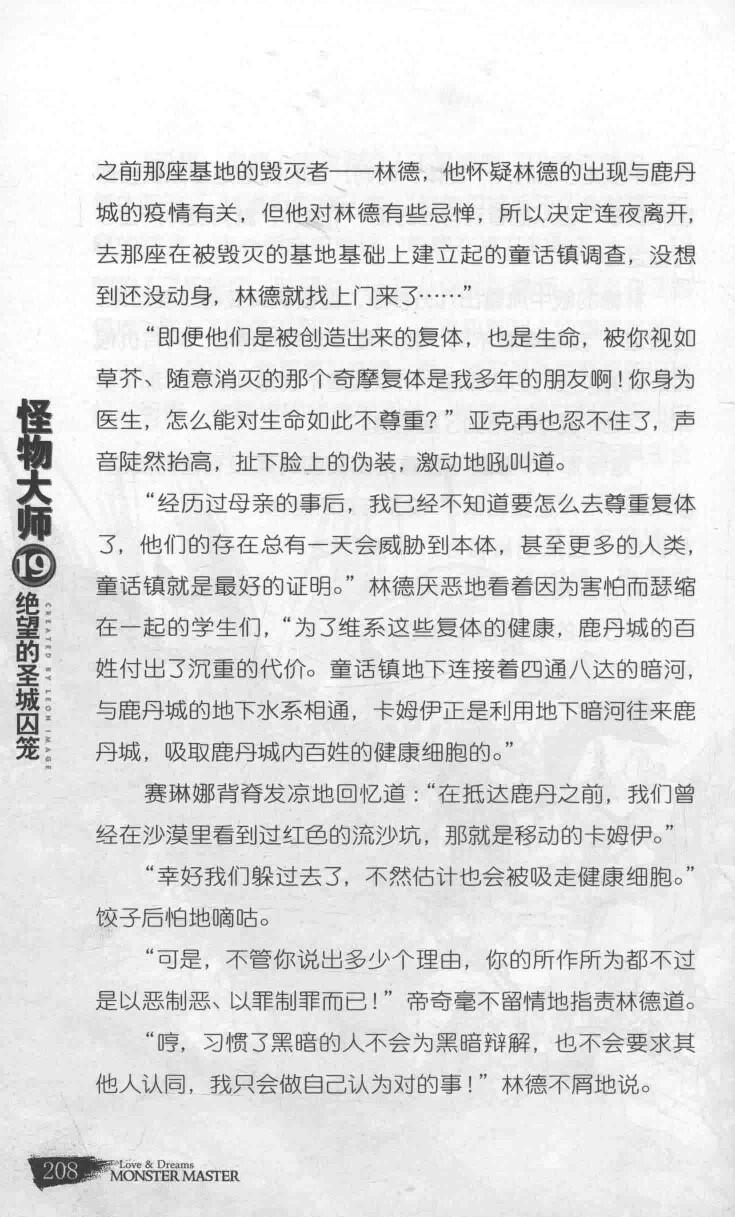 之前那座基地的毁灭者——林德，他怀疑林德的出现与鹿丹
城的疫情有关，但他对林德有些忌惮，所以决定连夜离开，
去那座在被毁灭的基地基础上建立起的童话镇调查，没想
到还没动身，林德就找上门来了……”
“即便他们是被创造出来的复体，也是生命，被你视如
草芥、随意消灭的那个奇摩复体是我多年的朋友啊！你身为
医生，怎么能对生命如此不尊重？”亚克再也忍不住了，声
音陡然抬高，扯下脸上的伪装，激动地吼叫道。
“经历过母亲的事后，我已经不知道要怎么去尊重复体
了，他们的存在总有一天会威胁到本体，甚至更多的人类，
童话镇就是最好的证明。”林德厌恶地看着因为害怕而瑟缩
在一起的学生们，“为了维系这些复体的健康，鹿丹城的百
姓付出了沉重的代价。童话镇地下连接着四通八达的暗河，
与鹿丹城的地下水系相通，卡姆伊正是利用地下暗河往来鹿
丹城，吸取鹿丹城内百姓的健康细胞的。”
赛琳娜背脊发凉地回忆道：“在抵达鹿丹之前，我们曾
经在沙漠里看到过红色的流沙坑，那就是移动的卡姆伊。”
“幸好我们躲过去了，不然估计也会被吸走健康细胞。”
饺子后怕地嘀咕。
“可是，不管你说出多少个理由，你的所作所为都不过
是以恶制恶、以罪制罪而已！”帝奇毫不留情地指责林德道。
“哼，习惯了黑暗的人不会为黑暗辩解，也不会要求其
他人认同，我只会做自己认为对的事！”林德不屑地说。
怪物大师
19
绝望的圣城囚笼
CREATED BY LEON IMAGE
208
Love & Dreams
MONSTER MASTER